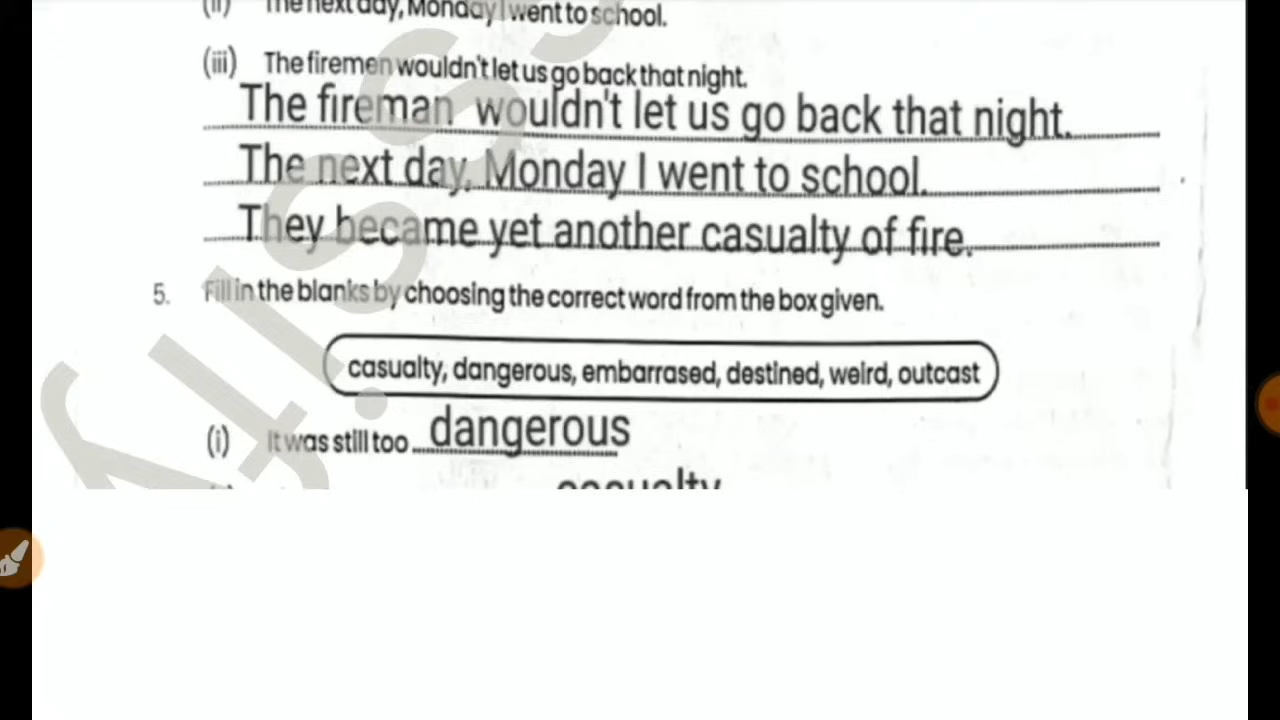 (ii) The next day, Monday I went to school.
(iii) The firemen wouldn't let us go back that night.
The fireman wouldn't let us go back that night.
The next day, Monday I went to school.
They became yet another casualty of fire.
5. Fill in the blanks by choosing the correct word from the box given.
casualty, dangerous, embarrased, destined, weird, outcast
(i) It was still too dangerous
casualty